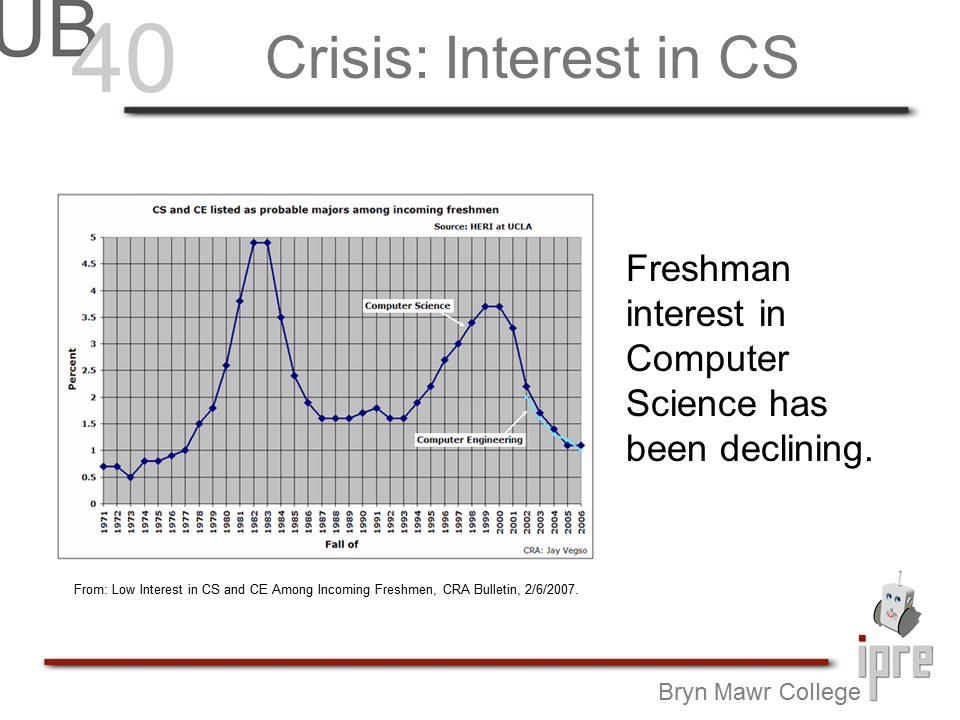 UB
40
Crisis: Interest in CS
CS and CE listed as probable majors among incoming freshmen
Source: HERI at UCLA
5
4.5
4
3.5
3
2.5
2
1.5
1
0.5
0
Percent
Computer Science
Computer Engineering
1971 1972 1973 1974 1975 1976 1977 1978 1979 1980 1981 1982 1983 1984 1985 1986 1987 1988 1989 1990 1991 1992 1993 1994 1995 1996 1997 1998 1999 2000 2001 2002 2003 2004 2005 2006
Fall of
CRA: Jay Vegso
Freshman
interest in
Computer
Science has
been declining.
From: Low Interest in CS and CE Among Incoming Freshmen, CRA Bulletin, 2/6/2007.
ipre
Bryn Mawr College